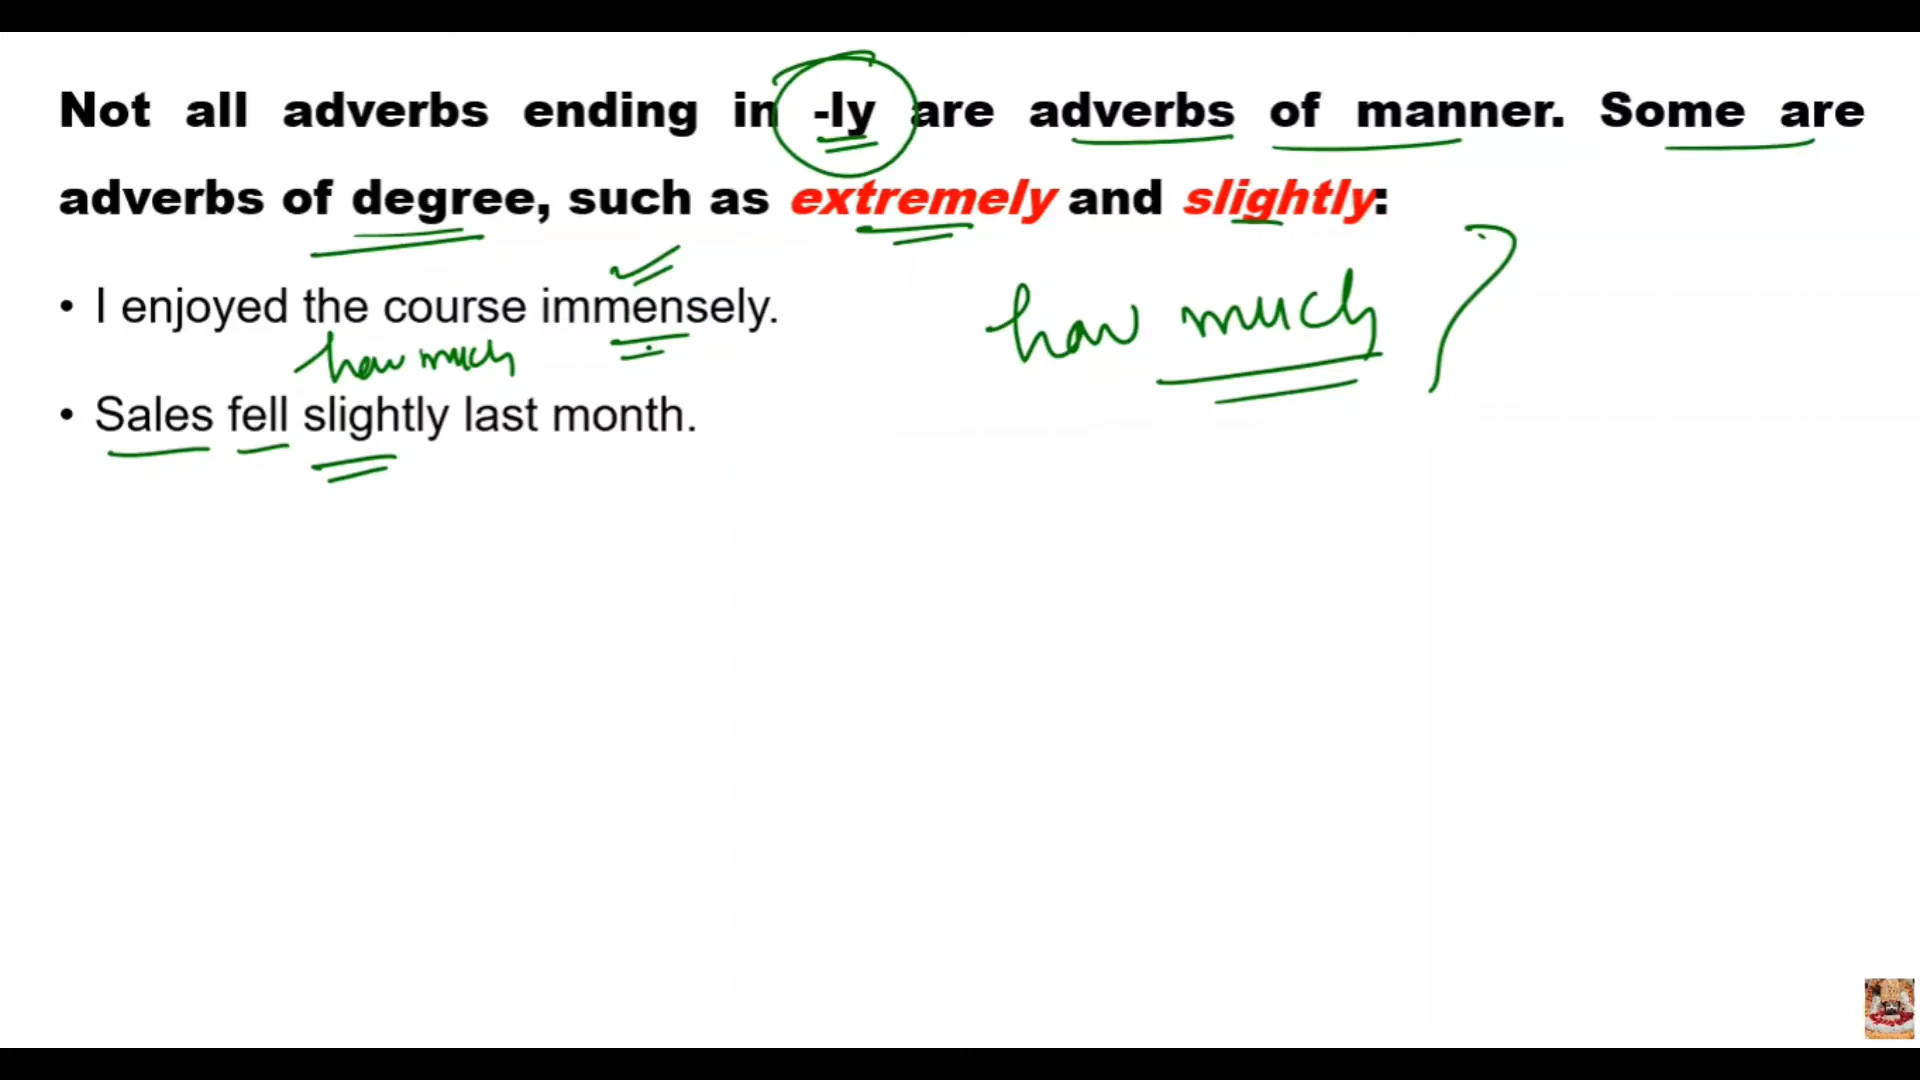 Not all adverbs ending in -ly are adverbs of manner. Some are
adverbs of degree, such as extremely and slightly:
• I enjoyed the course immensely.
how much ?
how much
• Sales fell slightly last month.